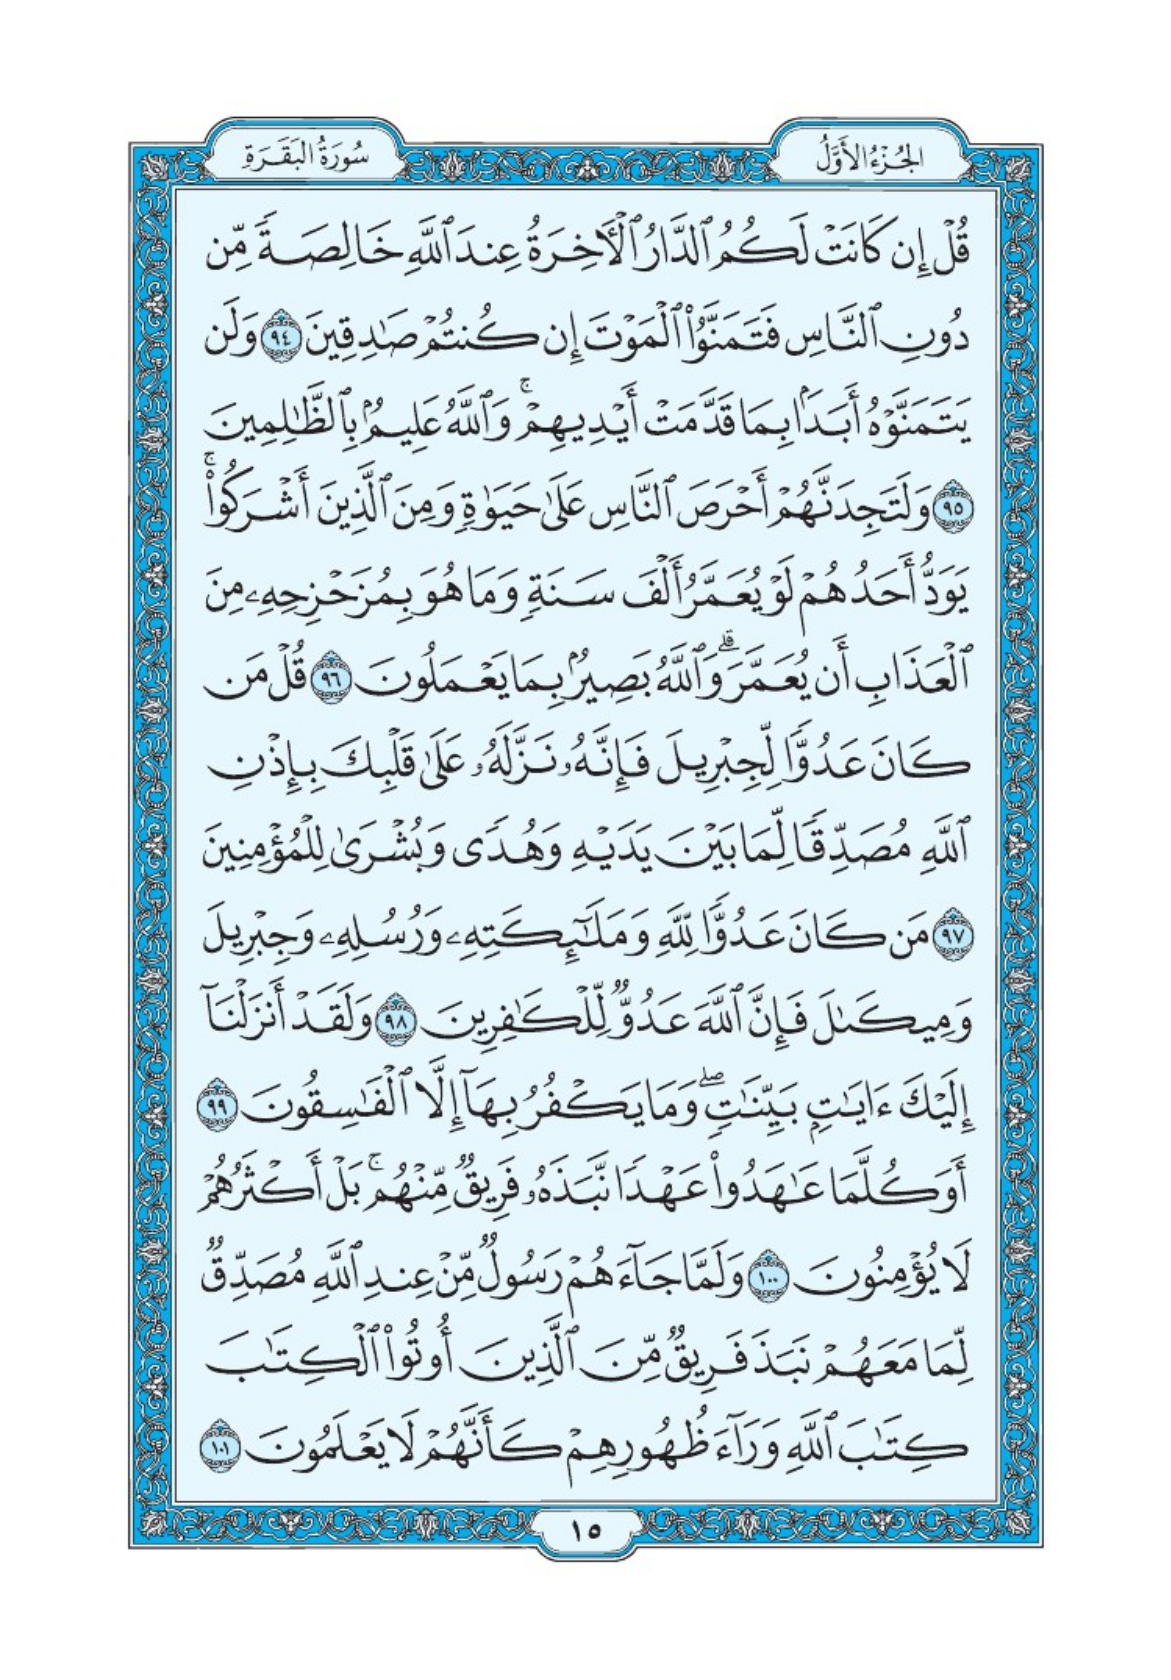 الجُزْءُ الأَوَّلُ
سُورَةُ البَقَرَةِ
قُلْ إِن كَانَتْ لَكُمُ ٱلدَّارُ ٱلْأَخِرَةُ عِندَ ٱللَّهِ خَالِصَةً مِّن
دُونِ ٱلنَّاسِ فَتَمَنَّوُا۟ ٱلْمَوْتَ إِن كُنتُمْ صَٰدِقِينَ ٩٤ وَلَن
يَتَمَنَّوْهُ أَبَدًۢا بِمَا قَدَّمَتْ أَيْدِيهِمْ ۚ وَٱللَّهُ عَلِيمٌۢ بِٱلظَّٰلِمِينَ
٩٥ وَلَتَجِدَنَّهُمْ أَحْرَصَ ٱلنَّاسِ عَلَىٰ حَيَوٰةٍ وَمِنَ ٱلَّذِينَ أَشْرَكُوا۟ ۚ
يَوَدُّ أَحَدُهُمْ لَوْ يُعَمَّرُ أَلْفَ سَنَةٍ وَمَا هُوَ بِمُزَحْزِحِهِۦ مِنَ
ٱلْعَذَابِ أَن يُعَمَّرَ ۗ وَٱللَّهُ بَصِيرٌۢ بِمَا يَعْمَلُونَ ٩٦ قُلْ مَن
كَانَ عَدُوًّا لِّجِبْرِيلَ فَإِنَّهُۥ نَزَّلَهُۥ عَلَىٰ قَلْبِكَ بِإِذْنِ
ٱللَّهِ مُصَدِّقًا لِّمَا بَيْنَ يَدَيْهِ وَهُدًى وَبُشْرَىٰ لِلْمُؤْمِنِينَ
٩٧ مَن كَانَ عَدُوًّا لِّلَّهِ وَمَلَٰٓئِكَتِهِۦ وَرُسُلِهِۦ وَجِبْرِيلَ
وَمِيكَىٰلَ فَإِنَّ ٱللَّهَ عَدُوٌّ لِّلْكَٰفِرِينَ ٩٨ وَلَقَدْ أَنزَلْنَآ
إِلَيْكَ ءَايَٰتٍۭ بَيِّنَٰتٍ ۖ وَمَا يَكْفُرُ بِهَآ إِلَّا ٱلْفَٰسِقُونَ ٩٩
أَوَكُلَّمَا عَٰهَدُوا۟ عَهْدًا نَّبَذَهُۥ فَرِيقٌ مِّنْهُم ۚ بَلْ أَكْثَرُهُمْ
لَا يُؤْمِنُونَ ١٠٠ وَلَمَّا جَآءَهُمْ رَسُولٌ مِّنْ عِندِ ٱللَّهِ مُصَدِّقٌ
لِّمَا مَعَهُمْ نَبَذَ فَرِيقٌ مِّنَ ٱلَّذِينَ أُوتُوا۟ ٱلْكِتَٰبَ
كِتَٰبَ ٱللَّهِ وَرَآءَ ظُهُورِهِمْ كَأَنَّهُمْ لَا يَعْلَمُونَ ١٠١
١٥